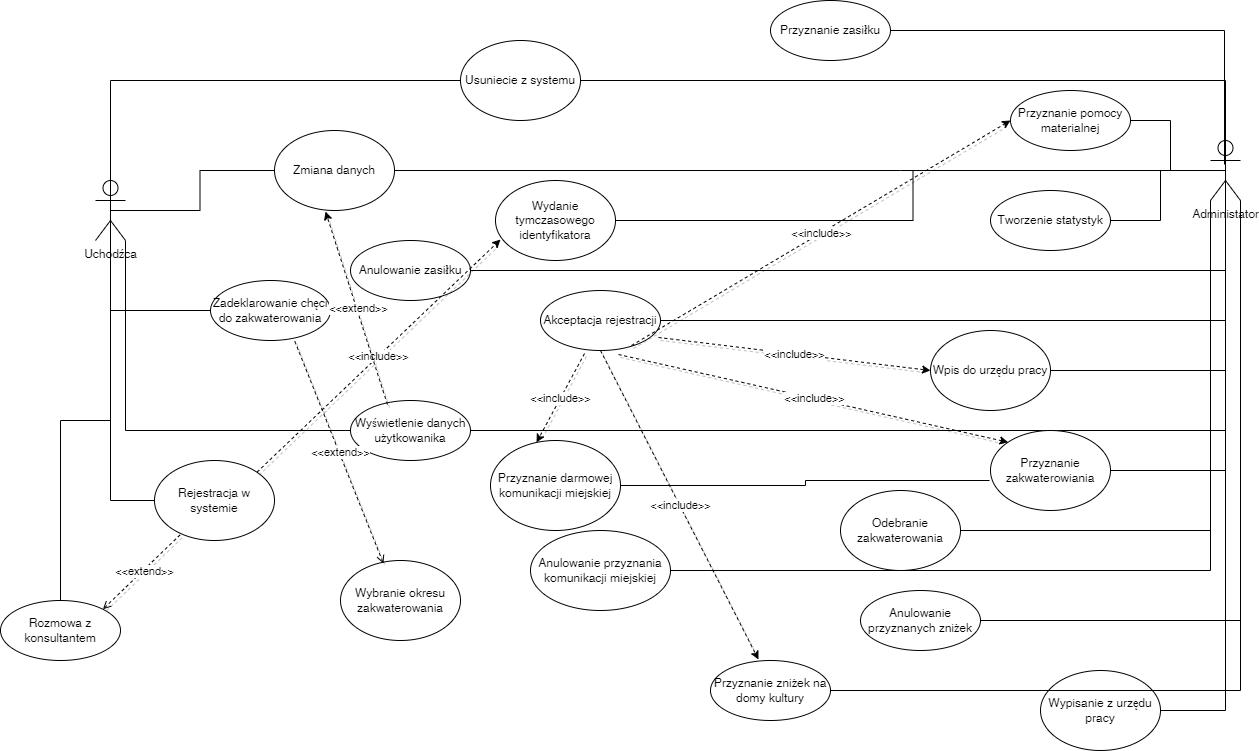 Przyznanie zasiłku
Usuniecie z systemu
Przyznanie pomocy
materialnej
Zmiana danych
Wydanie
tymczasowego
identyfikatora
Tworzenie statystyk
Administator
<<include>>
Uchodźca
Anulowanie zasiłku
Zadeklarowanie chęci
do zakwaterowania
<<extend>>
Akceptacja rejestracji
<<include>>
<<include>>
Wpis do urzędu pracy
<<include>>
<<include>>
Wyświetlenie danych
użytkowanika
<<extend>>
Przyznanie
zakwaterowiania
Przyznanie darmowej
komunikacji miejskiej
Rejestracja w
systemie
<<include>>
Odebranie
zakwaterowania
<<extend>>
Anulowanie przyznania
komunikacji miejskiej
Wybranie okresu
zakwaterowania
Anulowanie
przyznanych zniżek
Rozmowa z
konsultantem
Przyznanie zniżek na
domy kultury
Wypisanie z urzędu
pracy